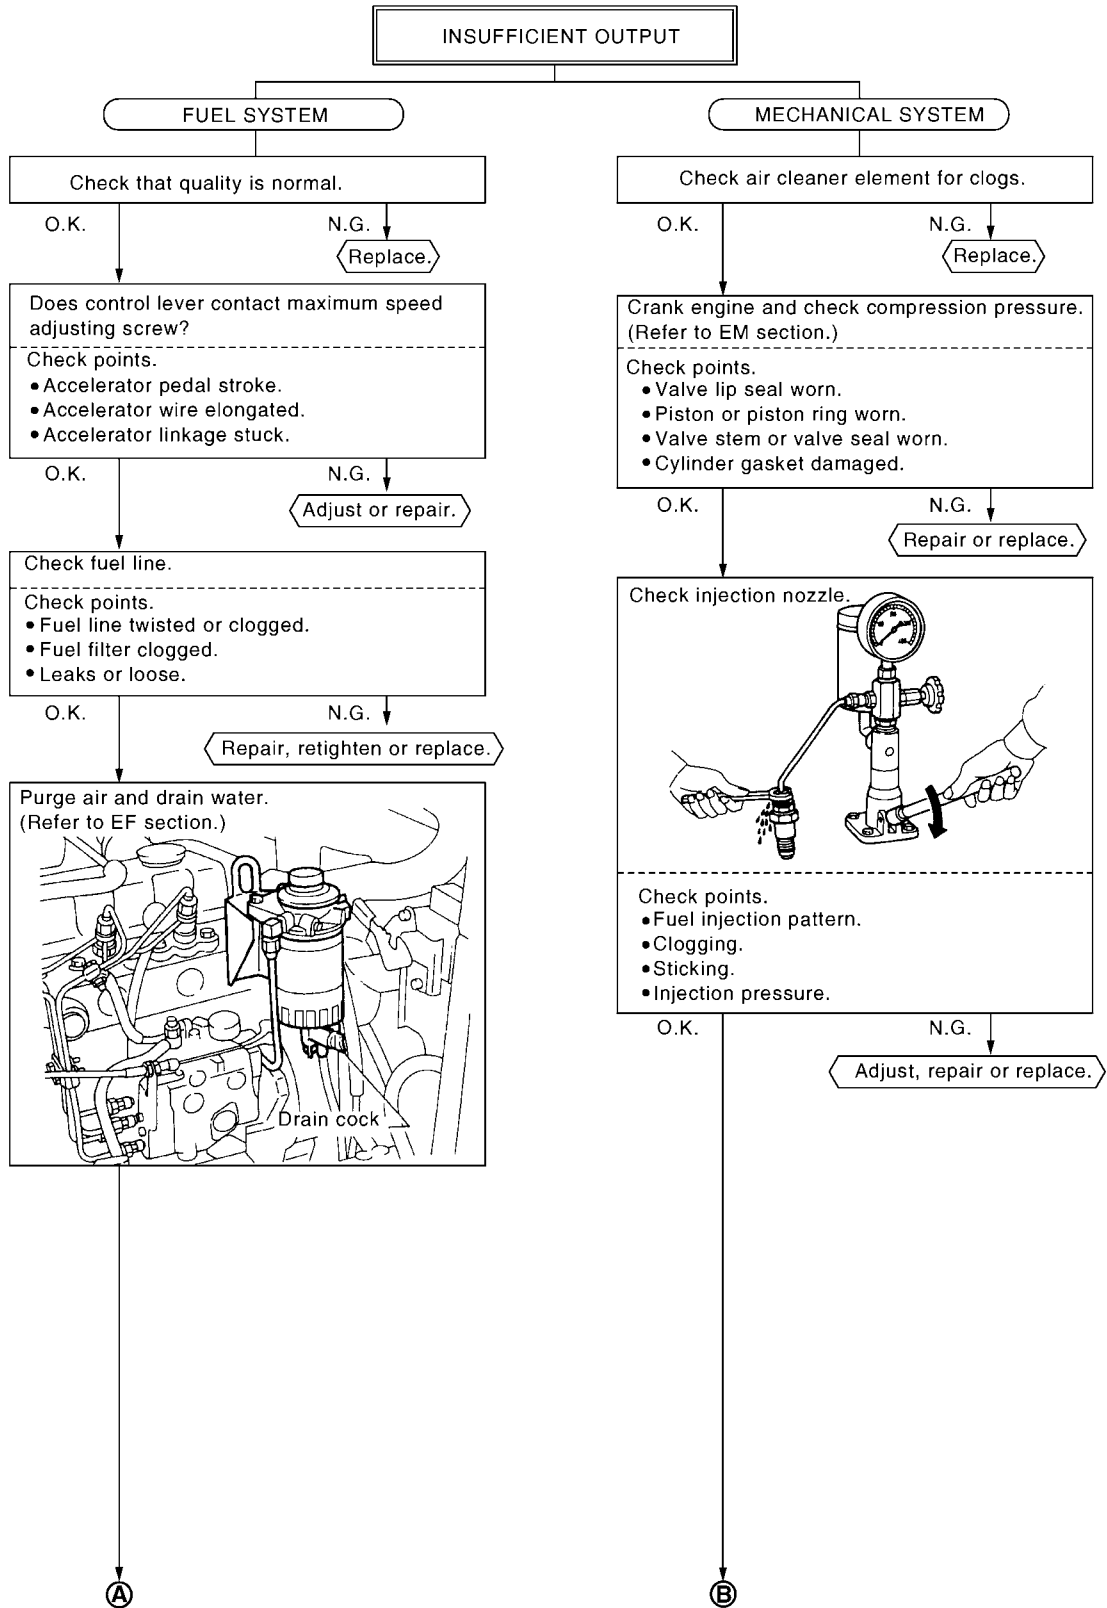 INSUFFICIENT OUTPUT
FUEL SYSTEM
Check that quality is normal.
O.K.
N.G.
Replace.
Does control lever contact maximum speed
adjusting screw?
Check points.
• Accelerator pedal stroke.
• Accelerator wire elongated.
• Accelerator linkage stuck.
O.K.
N.G.
Adjust or repair.
Check fuel line.
Check points.
• Fuel line twisted or clogged.
• Fuel filter clogged.
• Leaks or loose.
O.K.
N.G.
Repair, retighten or replace.
Purge air and drain water.
(Refer to EF section.)
Drain cock
A
MECHANICAL SYSTEM
Check air cleaner element for clogs.
O.K.
N.G.
Replace.
Crank engine and check compression pressure.
(Refer to EM section.)
Check points.
• Valve lip seal worn.
• Piston or piston ring worn.
• Valve stem or valve seal worn.
• Cylinder gasket damaged.
O.K.
N.G.
Repair or replace.
Check injection nozzle.
Check points.
• Fuel injection pattern.
• Clogging.
• Sticking.
• Injection pressure.
O.K.
N.G.
Adjust, repair or replace.
B